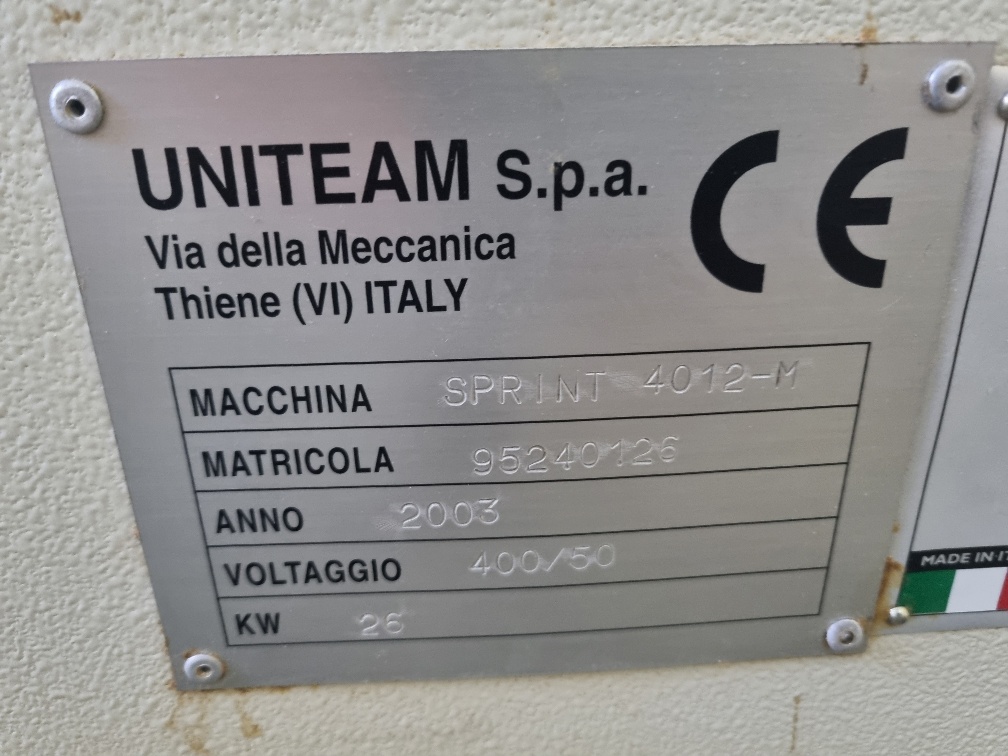 UNITEAM S.p.a.
CE
Via della Meccanica
Thiene (VI) ITALY
MACCHINA SPRINT 4012-M
MATRICOLA 95240126
ANNO 2003
VOLTAGGIO 400/50
KW 26
MADE IN